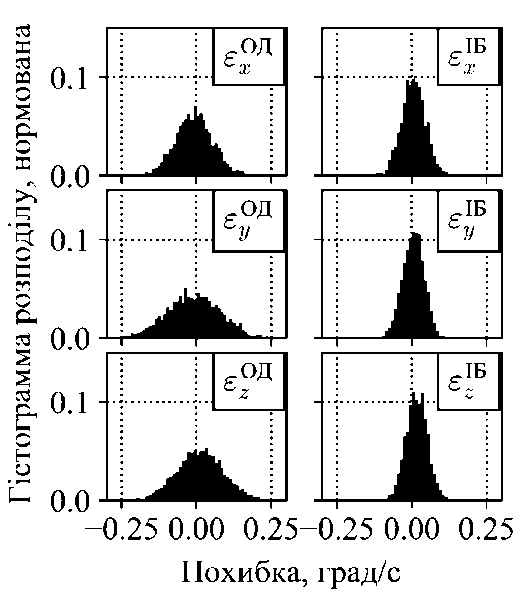 Гістограмма розподілу, нормована
0.1
0.0
0.1
0.0
0.1
0.0
ε_x^ОД
ε_x^ІБ
ε_y^ОД
ε_y^ІБ
ε_z^ОД
ε_z^ІБ
−0.25 0.00 0.25 −0.25 0.00 0.25
Похибка, град/с